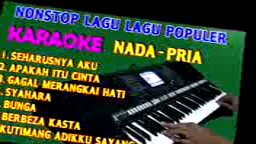 NONSTOP LAGU LAGU POPULER
KARAOKE NADA-PRIA
1. SEHARUSNYA AKU
2. APAKAH ITU CINTA
3. GAGAL MERANGKAI HATI
4. SYAHARA
5. BUNGA
6. BERBEZA KASTA
KUTIMANG ADIKKU SAYANG